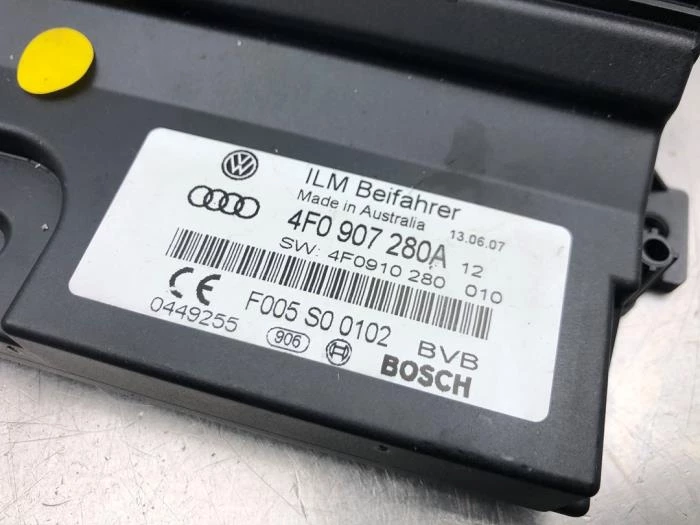 ILM Beifahrer
Made in Australia
13.06.07
4F0 907 280A 12
SW: 4F0910 280 010
CE
F005 S0 0102 BVB
0449255
906
BOSCH